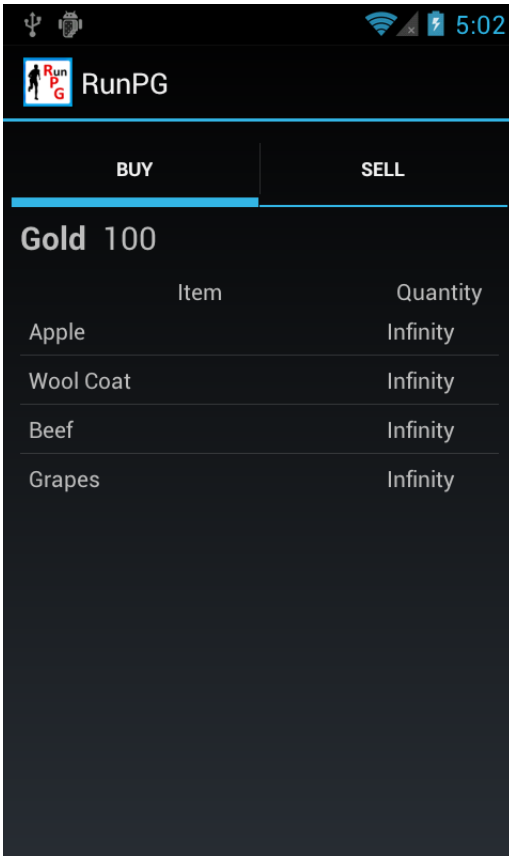 5:02
Run
P
G
RunPG
BUY SELL
Gold 100
Item Quantity
Apple Infinity
Wool Coat Infinity
Beef Infinity
Grapes Infinity